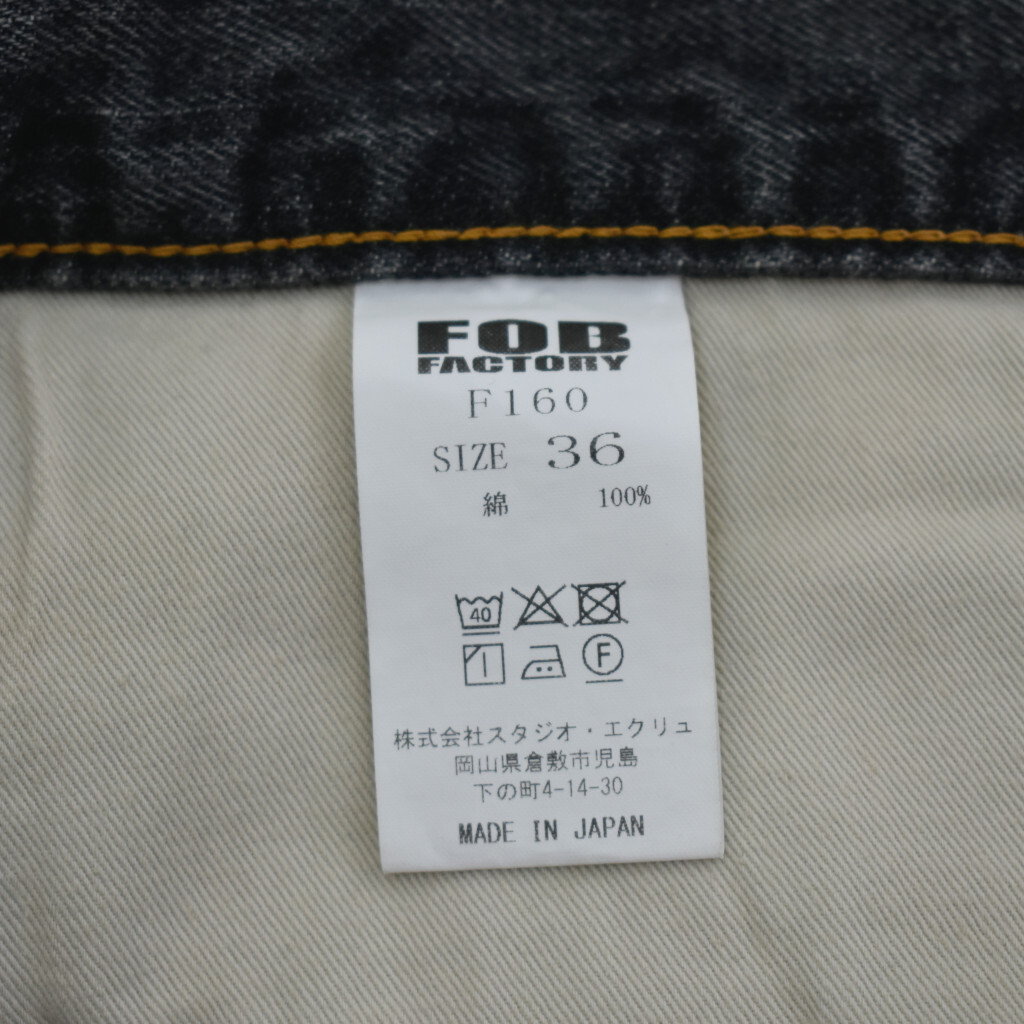 FOB
FACTORY
F160
SIZE 36
綿 100%
40
F
株式会社スタジオ・エクリュ
岡山県倉敷市児島
下の町4-14-30
MADE IN JAPAN